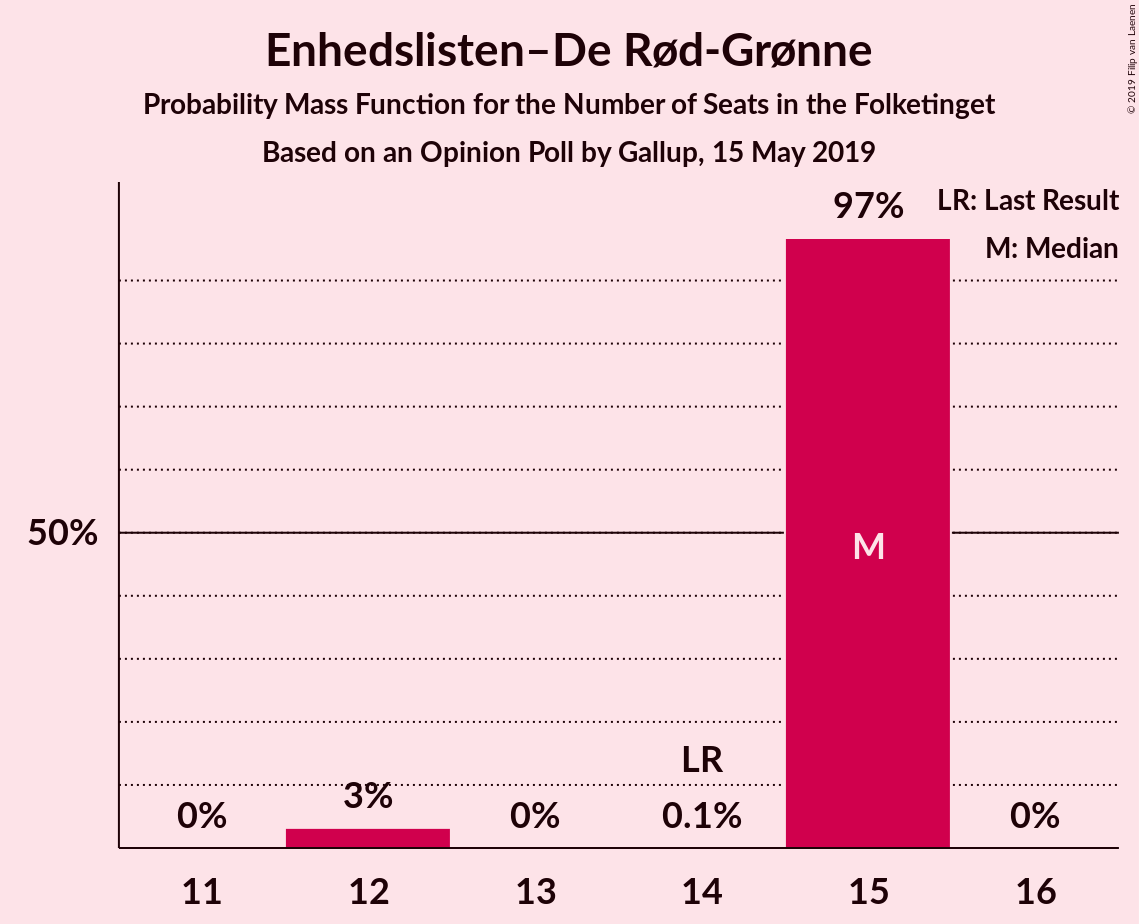 Enhedslisten–De Rød-Grønne
Probability Mass Function for the Number of Seats in the Folketinget
Based on an Opinion Poll by Gallup, 15 May 2019
© 2019 Filip van Laenen
LR: Last Result
M: Median
97%
50%
M
LR
0%
3%
0%
0.1%
0%
11
12
13
14
15
16